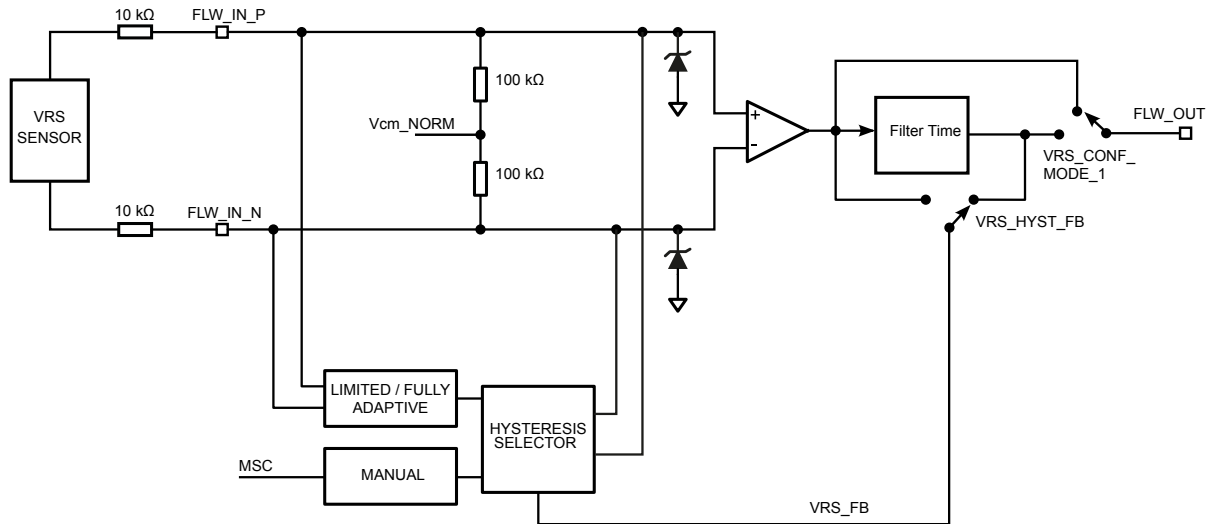 10 kΩ
FLW_IN_P
VRS
SENSOR
100 kΩ
Vcm_NORM
100 kΩ
10 kΩ
FLW_IN_N
+
-
Filter Time
FLW_OUT
VRS_CONF_
MODE_1
VRS_HYST_FB
LIMITED / FULLY
ADAPTIVE
HYSTERESIS
SELECTOR
MSC
MANUAL
VRS_FB